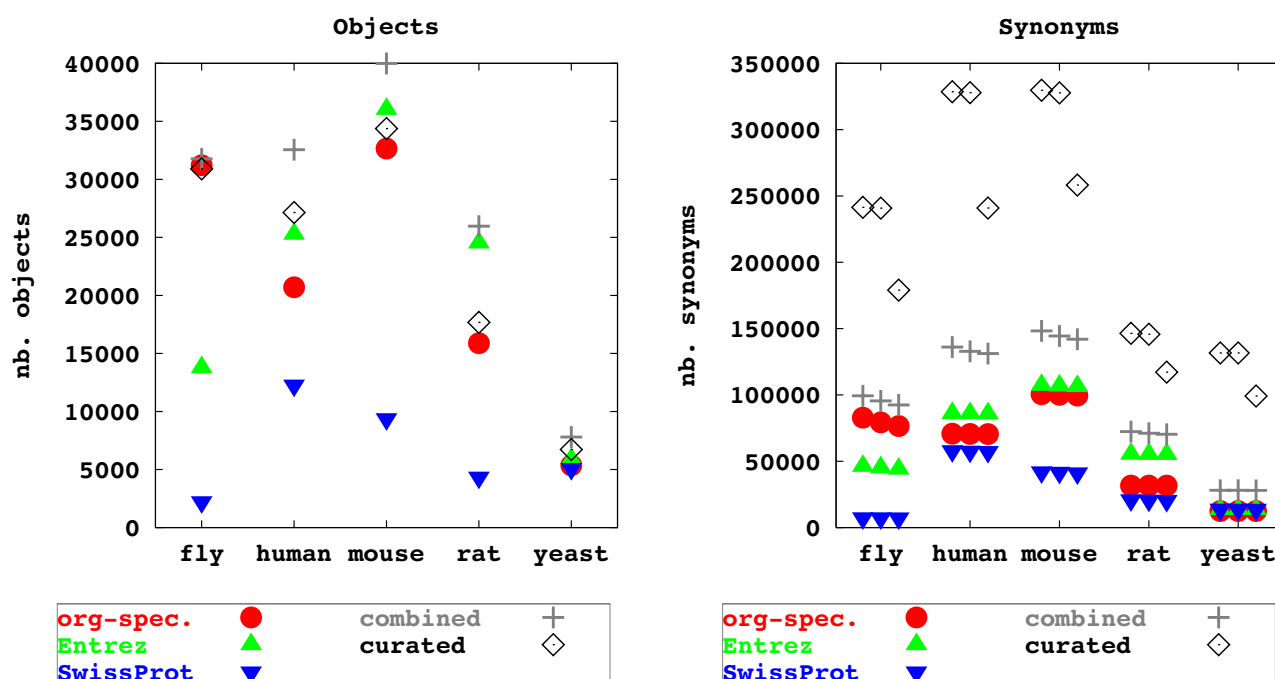 Objects
nb. objects
40000
35000
30000
25000
20000
15000
10000
5000
0
fly human mouse rat yeast
org-spec. combined
Entrez curated
SwissProt
Synonyms
nb. synonyms
350000
300000
250000
200000
150000
100000
50000
0
fly human mouse rat yeast
org-spec. combined
Entrez curated
SwissProt